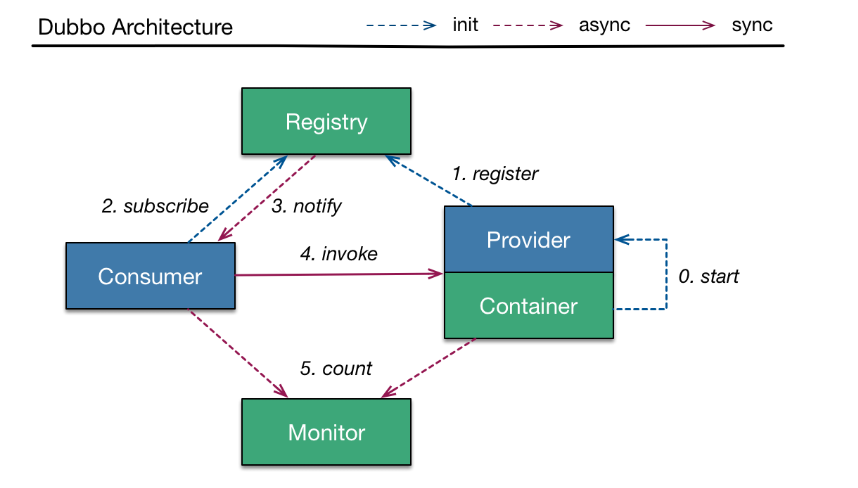 Dubbo Architecture
init
async
sync
Registry
1. register
2. subscribe
3. notify
Provider
4. invoke
Consumer
0. start
Container
5. count
Monitor